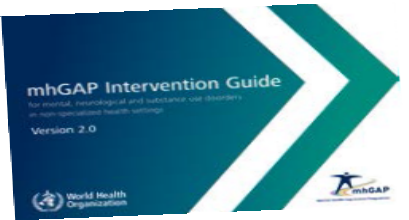 mhGAP Intervention Guide
for mental, neurological and substance use disorders
in non-specialized health settings
Version 2.0
World Health
Organization
mhGAP